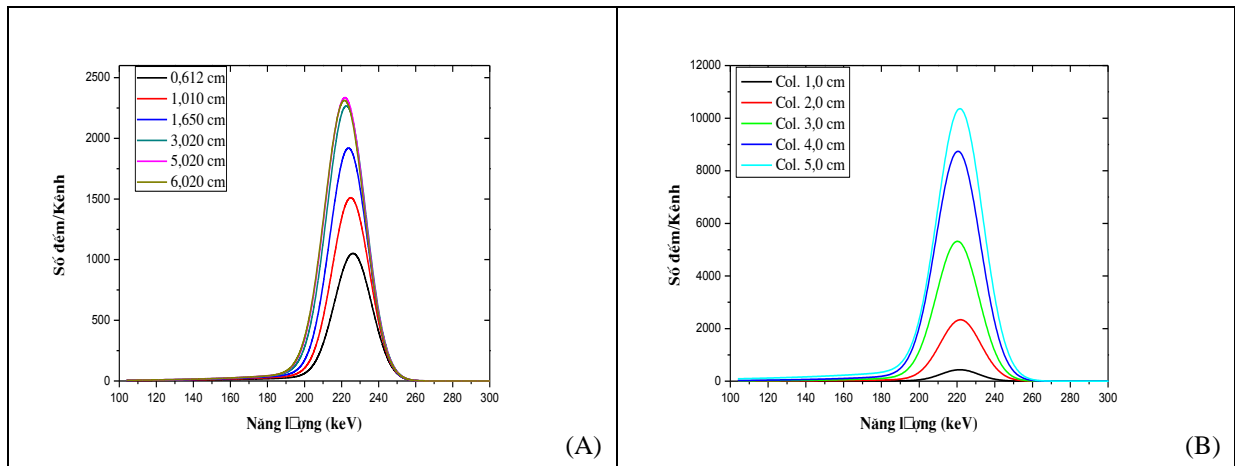 2500
2000
1500
1000
500
0
100 120 140 160 180 200 220 240 260 280 300
Số đếm/Kênh
Năng l□ợng (keV)
0,612 cm
1,010 cm
1,650 cm
3,020 cm
5,020 cm
6,020 cm
(A)
12000
10000
8000
6000
4000
2000
0
100 120 140 160 180 200 220 240 260 280 300
Số đếm/Kênh
Năng l□ợng (keV)
Col. 1,0 cm
Col. 2,0 cm
Col. 3,0 cm
Col. 4,0 cm
Col. 5,0 cm
(B)